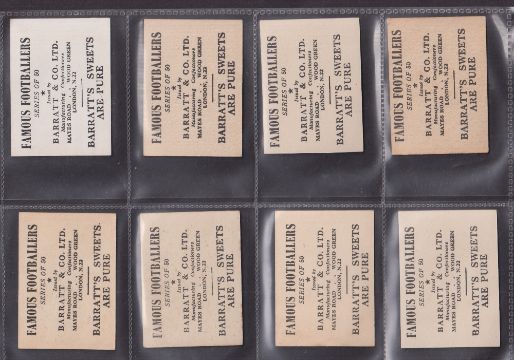 FAMOUS FOOTBALLERS
SERIES OF 50
Issued by
BARRATT & CO. LTD.
Manufacturing Confectioners
MAYES ROAD WOOD GREEN
LONDON, N.22
BARRATT'S SWEETS
ARE PURE
FAMOUS FOOTBALLERS
SERIES OF 50
Issued by
BARRATT & CO. LTD.
Manufacturing Confectioners
MAYES ROAD WOOD GREEN
LONDON, N.22
BARRATT'S SWEETS
ARE PURE
FAMOUS FOOTBALLERS
SERIES OF 50
Issued by
BARRATT & CO. LTD.
Manufacturing Confectioners
MAYES ROAD WOOD GREEN
LONDON, N.22
BARRATT'S SWEETS
ARE PURE
FAMOUS FOOTBALLERS
SERIES OF 50
Issued by
BARRATT & CO. LTD.
Manufacturing Confectioners
MAYES ROAD WOOD GREEN
LONDON, N.22
BARRATT'S SWEETS
ARE PURE
FAMOUS FOOTBALLERS
SERIES OF 50
Issued by
BARRATT & CO. LTD.
Manufacturing Confectioners
MAYES ROAD WOOD GREEN
LONDON, N.22
BARRATT'S SWEETS
ARE PURE
FAMOUS FOOTBALLERS
SERIES OF 50
Issued by
BARRATT & CO. LTD.
Manufacturing Confectioners
MAYES ROAD WOOD GREEN
LONDON, N.22
BARRATT'S SWEETS
ARE PURE
FAMOUS FOOTBALLERS
SERIES OF 50
Issued by
BARRATT & CO. LTD.
Manufacturing Confectioners
MAYES ROAD WOOD GREEN
LONDON, N.22
BARRATT'S SWEETS
ARE PURE
FAMOUS FOOTBALLERS
SERIES OF 50
Issued by
BARRATT & CO. LTD.
Manufacturing Confectioners
MAYES ROAD WOOD GREEN
LONDON, N.22
BARRATT'S SWEETS
ARE PURE